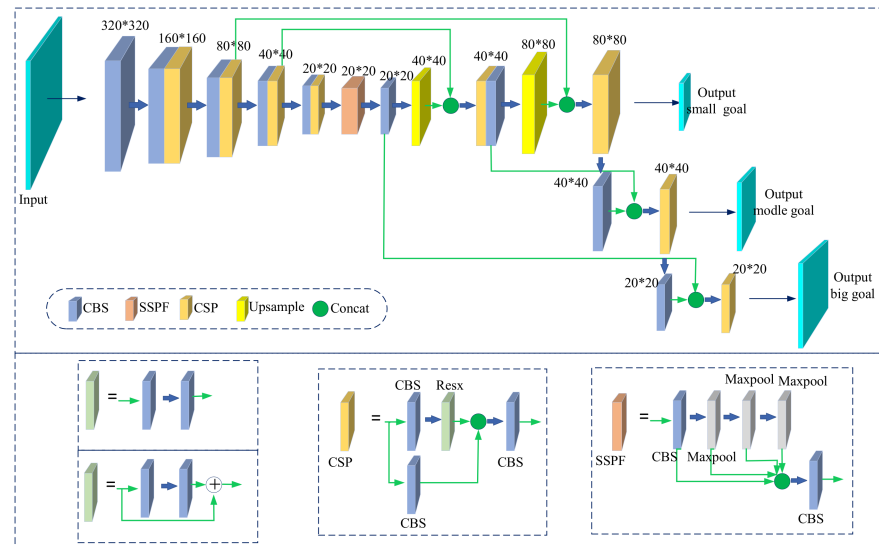 320*320
160*160
80*80
40*40
20*20
20*20
20*20
40*40
40*40
80*80
80*80
Input
Output
small goal
40*40
40*40
Output
modle goal
20*20
20*20
Output
big goal
CBS
SSPF
CSP
Upsample
Concat
=
=
CSP
=
CBS
Resx
CBS
CBS
SSPF
=
CBS
Maxpool
Maxpool
Maxpool
CBS